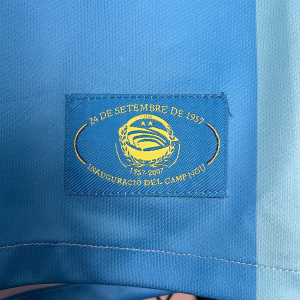 24 DE SETEMBRE DE 1957
1957-2007
INAUGURACIÓ DEL CAMP NOU